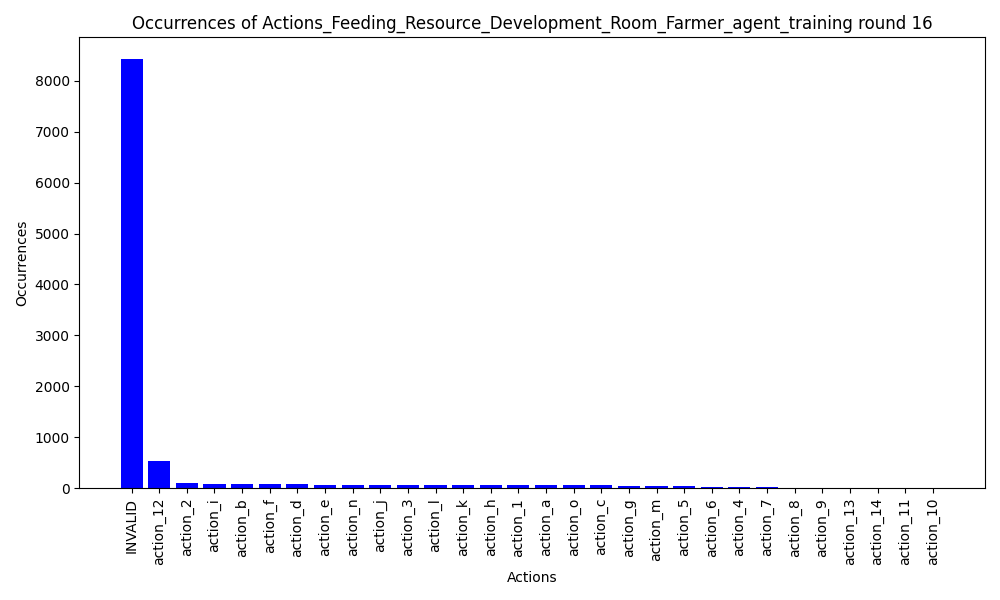 Occurrences of Actions_Feeding_Resource_Development_Room_Farmer_agent_training round 16
Occurrences
8000
7000
6000
5000
4000
3000
2000
1000
0
INVALID
action_12
action_2
action_i
action_b
action_f
action_d
action_e
action_n
action_j
action_3
action_l
action_k
action_h
action_1
action_a
action_o
action_c
action_g
action_m
action_5
action_6
action_4
action_7
action_8
action_9
action_13
action_14
action_11
action_10
Actions